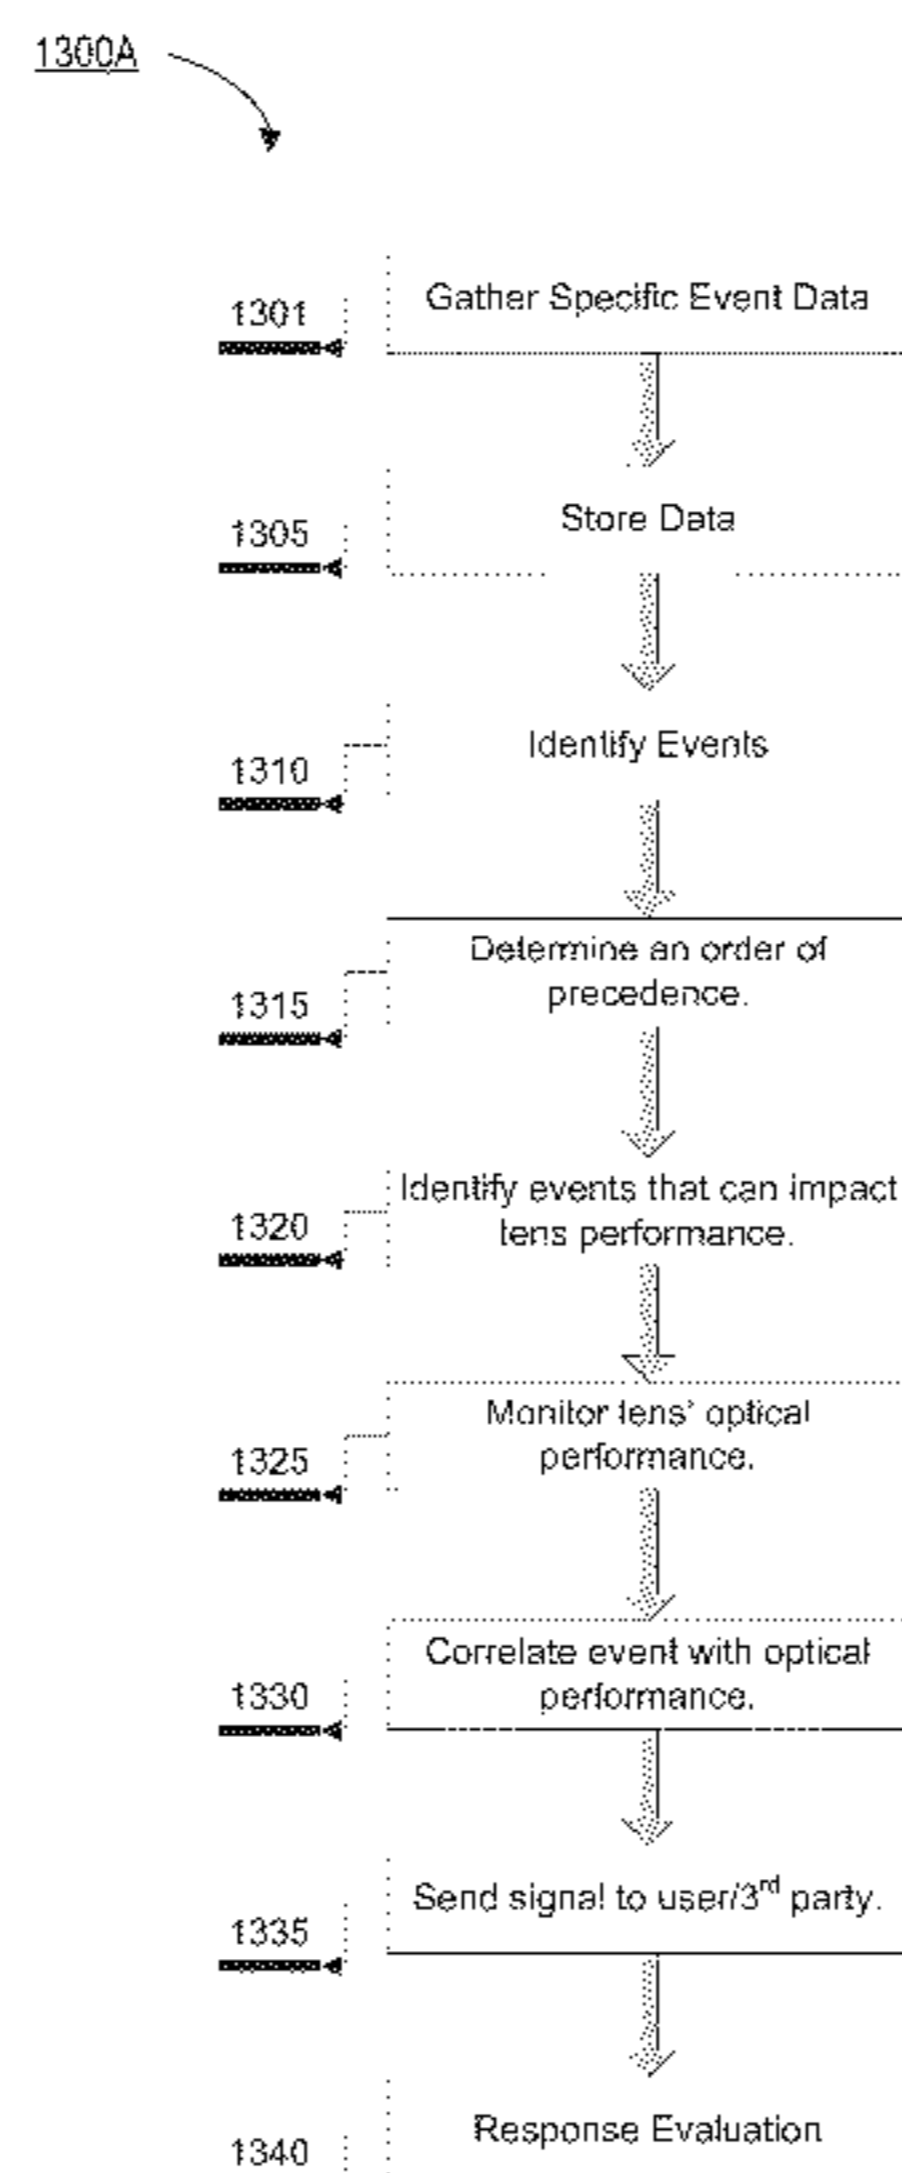 1300A
Gather Specific Event Data
1301
Store Data
1305
Identify Events
1310
Determine an order of
precedence.
1315
Identify events that can impact
lens performance.
1320
Monitor lens' optical
performance.
1325
Correlate event with optical
performance.
1330
Send signal to user/3rd party.
1335
Response Evaluation
1340